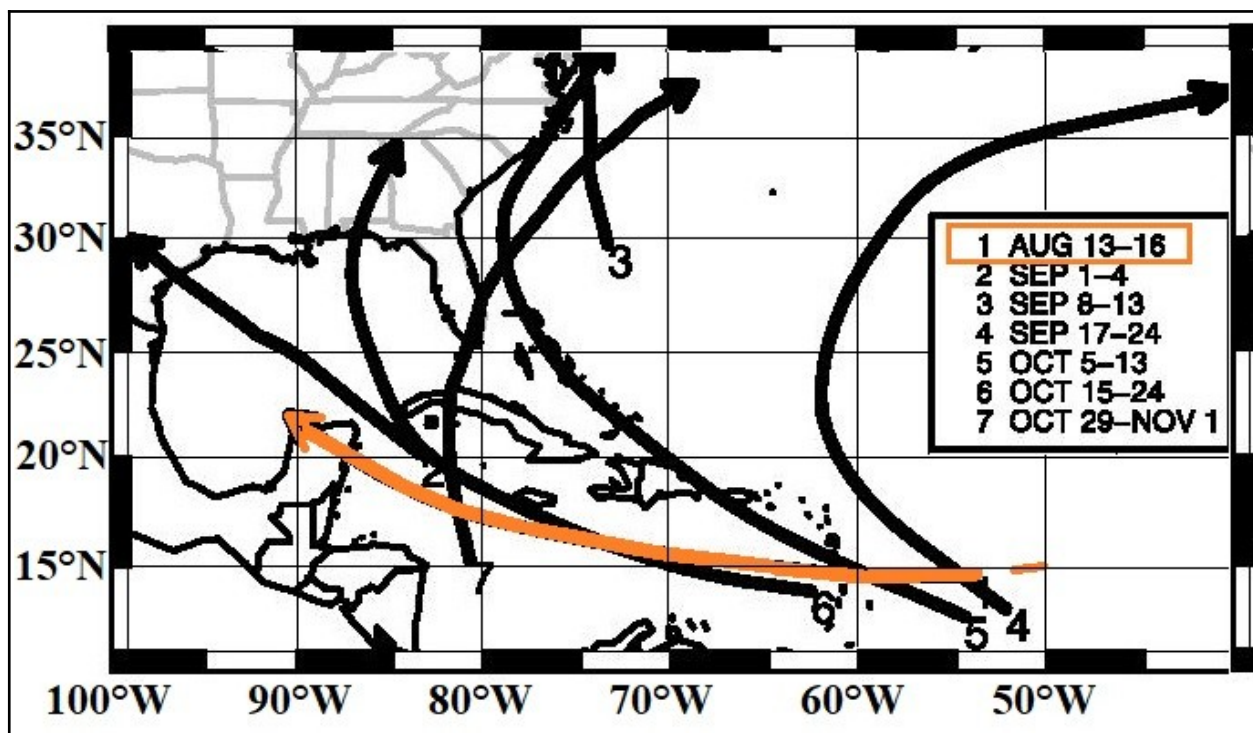 35°N
30°N
25°N
20°N
15°N
100°W 90°W 80°W 70°W 60°W 50°W
1 AUG 13–16
2 SEP 1–4
3 SEP 8–13
4 SEP 17–24
5 OCT 5–13
6 OCT 15–24
7 OCT 29–NOV 1
3
6
5
4
7
1